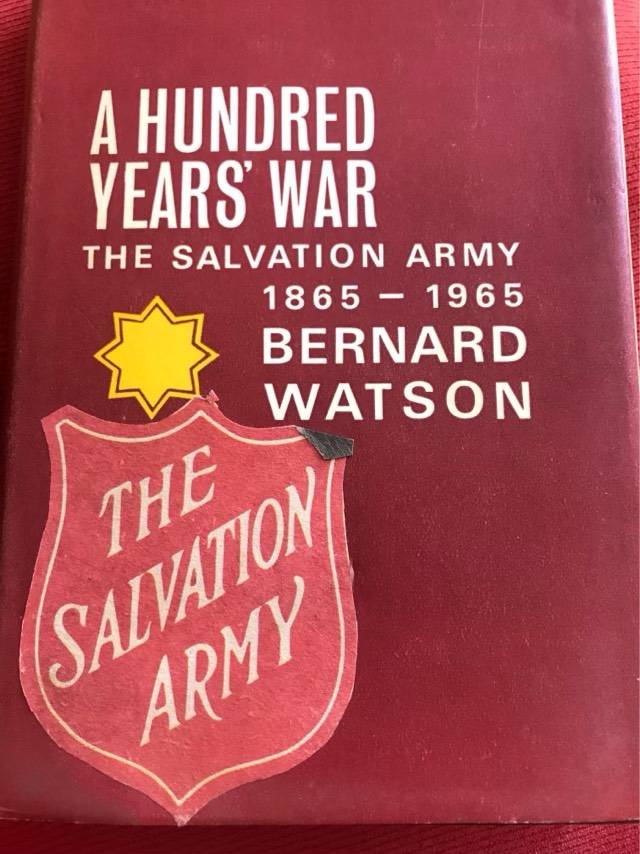 A HUNDRED
YEARS' WAR
THE SALVATION ARMY
1865 – 1965
BERNARD
WATSON
THE
SALVATION
ARMY